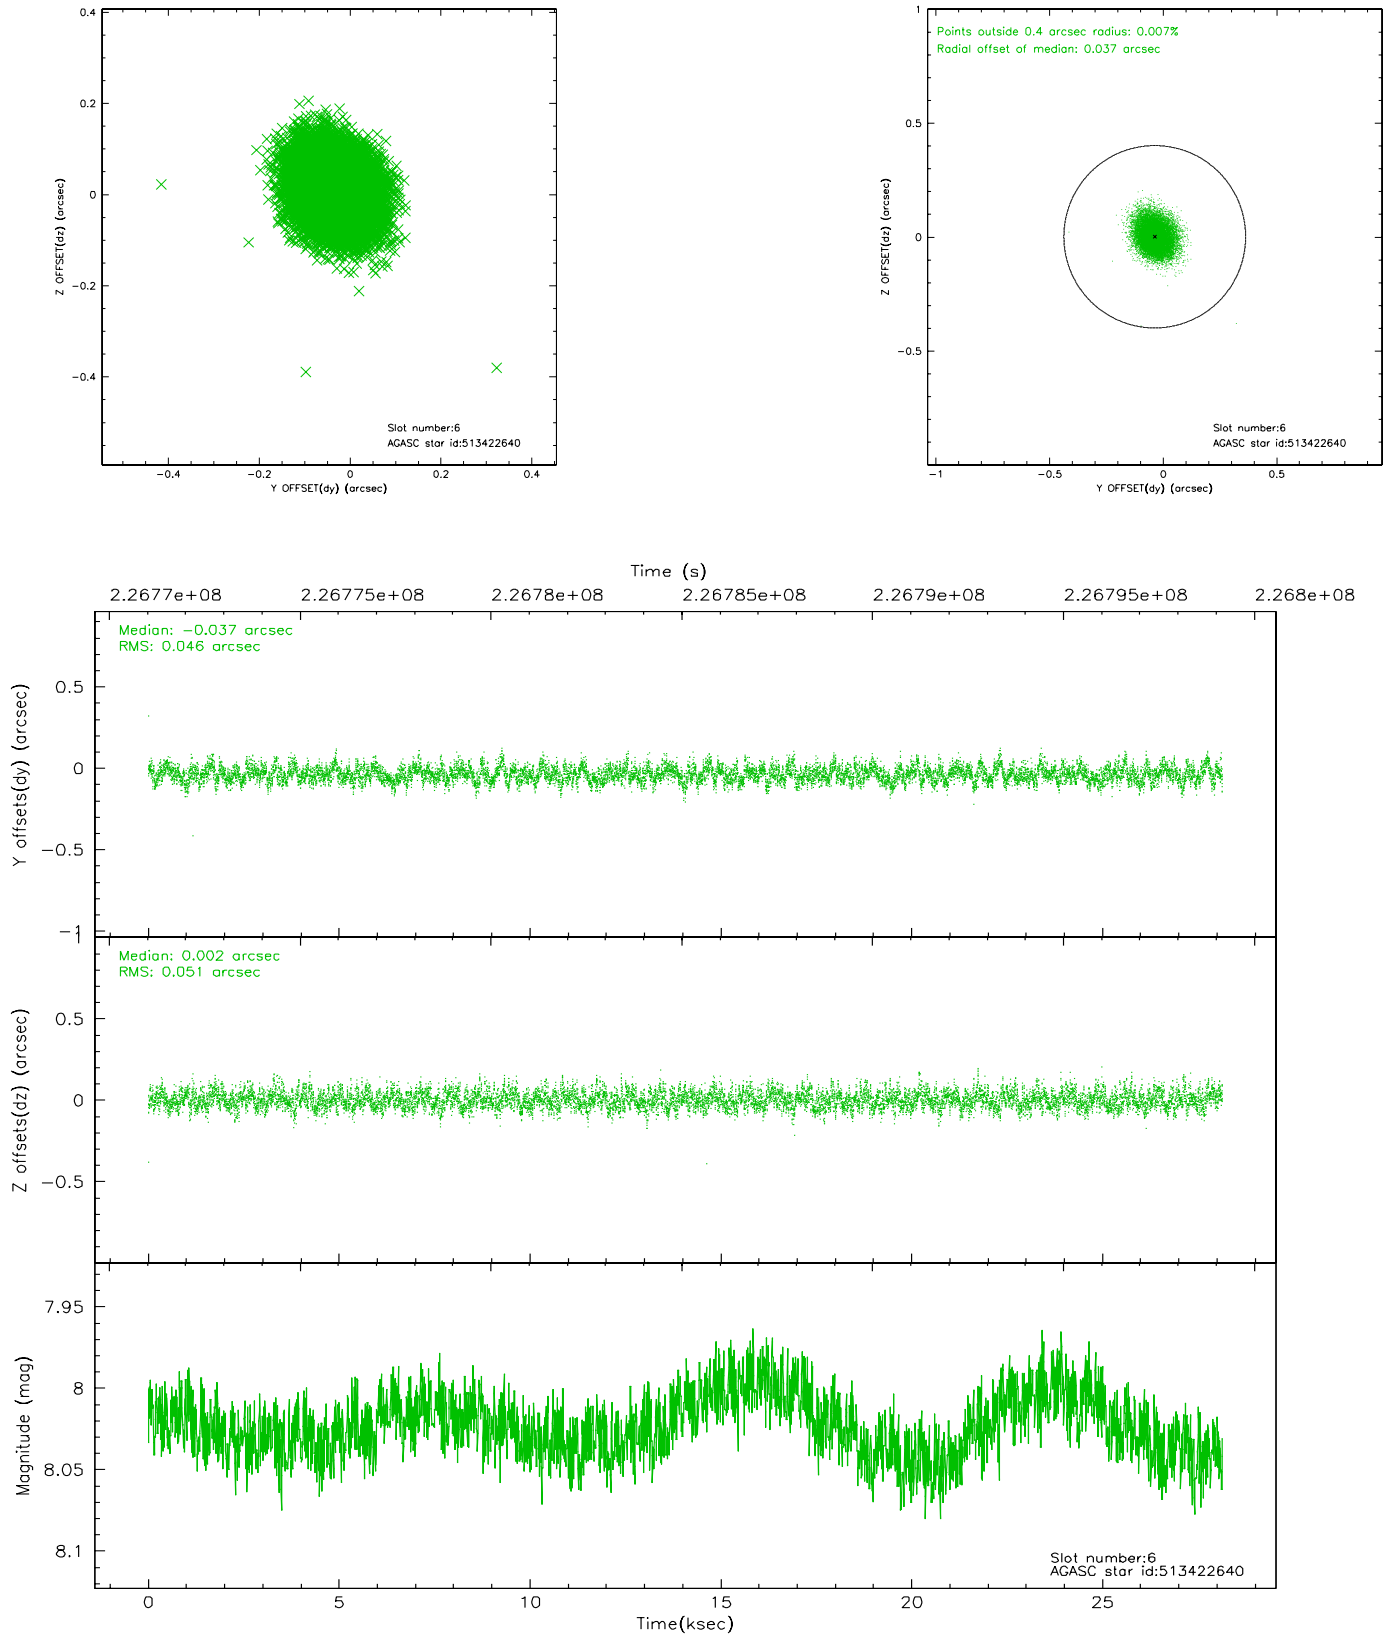 0.4
0.2
0
−0.2
−0.4
Z OFFSET(dz) (arcsec)
Slot number:6
AGASC star id:513422640
−0.4 −0.2 0 0.2 0.4
Y OFFSET(dy) (arcsec)
1
0.5
0
−0.5
Z OFFSET(dz) (arcsec)
Points outside 0.4 arcsec radius: 0.007%
Radial offset of median: 0.037 arcsec
Slot number:6
AGASC star id:513422640
−1 −0.5 0 0.5
Y OFFSET(dy) (arcsec)
Time (s)
2.2677e+08 2.26775e+08 2.2678e+08 2.26785e+08 2.2679e+08 2.26795e+08 2.268e+08
Median: −0.037 arcsec
RMS: 0.046 arcsec
0.5
0
−0.5
−1
Y offsets(dy) (arcsec)
1
Median: 0.002 arcsec
RMS: 0.051 arcsec
0.5
0
−0.5
Z offsets(dz) (arcsec)
7.95
8
8.05
8.1
Magnitude (mag)
Slot number:6
AGASC star id:513422640
0 5 10 15 20 25
Time(ksec)